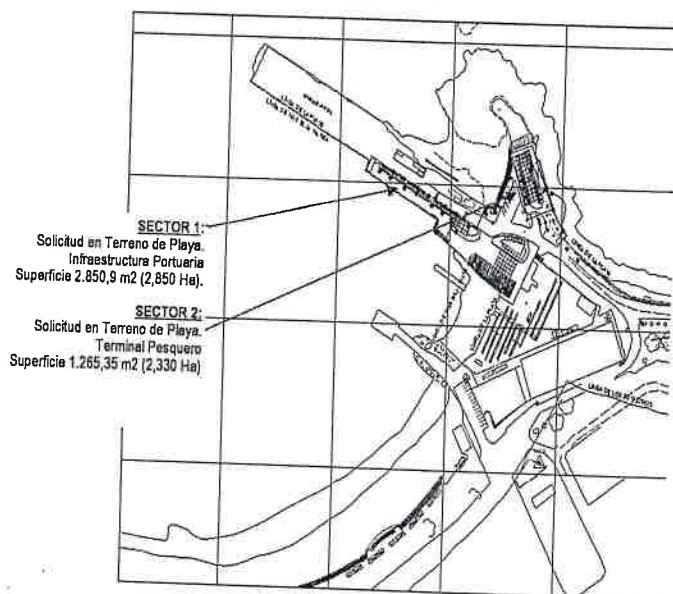 SECTOR 1:
Solicitud en Terreno de Playa.
Infraestructura Portuaria
Superficie 2.850,9 m2 (2,850 Ha).
SECTOR 2:
Solicitud en Terreno de Playa.
Terminal Pesquero
Superficie 1.265,35 m2 (2,330 Ha)